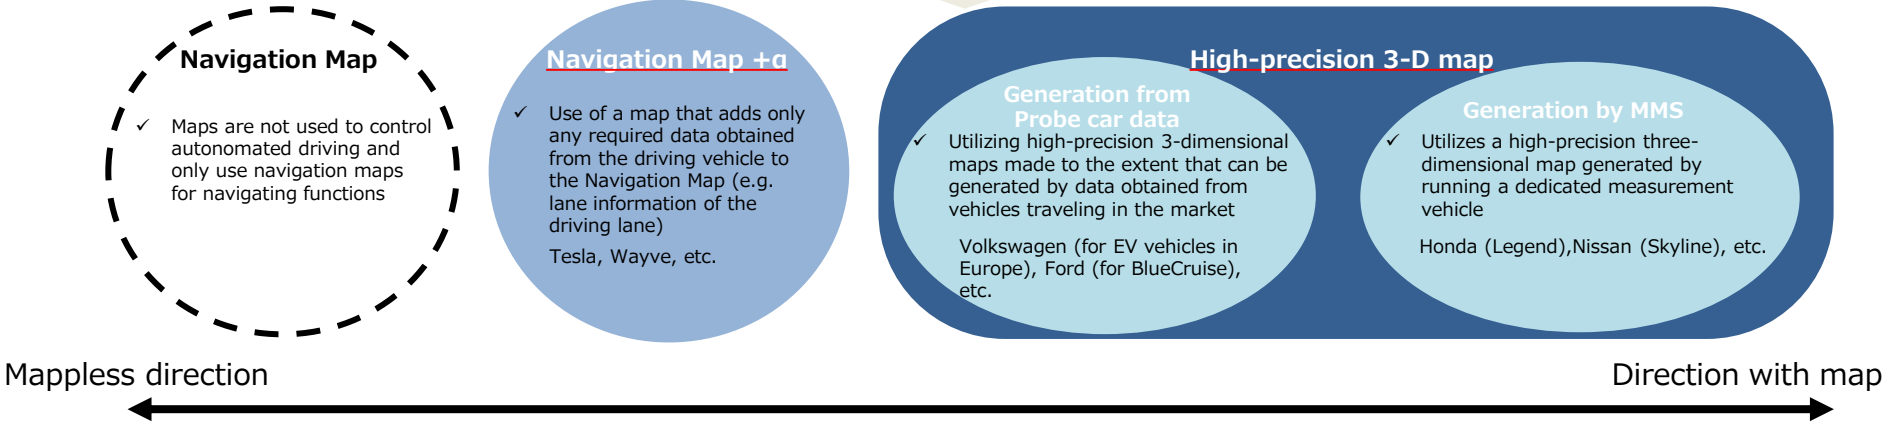 Navigation Map
✓ Maps are not used to control
autonomated driving and
only use navigation maps
for navigating functions
Navigation Map +α
✓ Use of a map that adds only
any required data obtained
from the driving vehicle to
the Navigation Map (e.g.
lane information of the
driving lane)
Tesla, Wayve, etc.
High-precision 3-D map
Generation from
Probe car data
✓ Utilizing high-precision 3-dimensional
maps made to the extent that can be
generated by data obtained from
vehicles traveling in the market
Volkswagen (for EV vehicles in
Europe), Ford (for BlueCruise),
etc.
Generation by MMS
✓ Utilizes a high-precision three-
dimensional map generated by
running a dedicated measurement
vehicle
Honda (Legend),Nissan (Skyline), etc.
Mappless direction
Direction with map